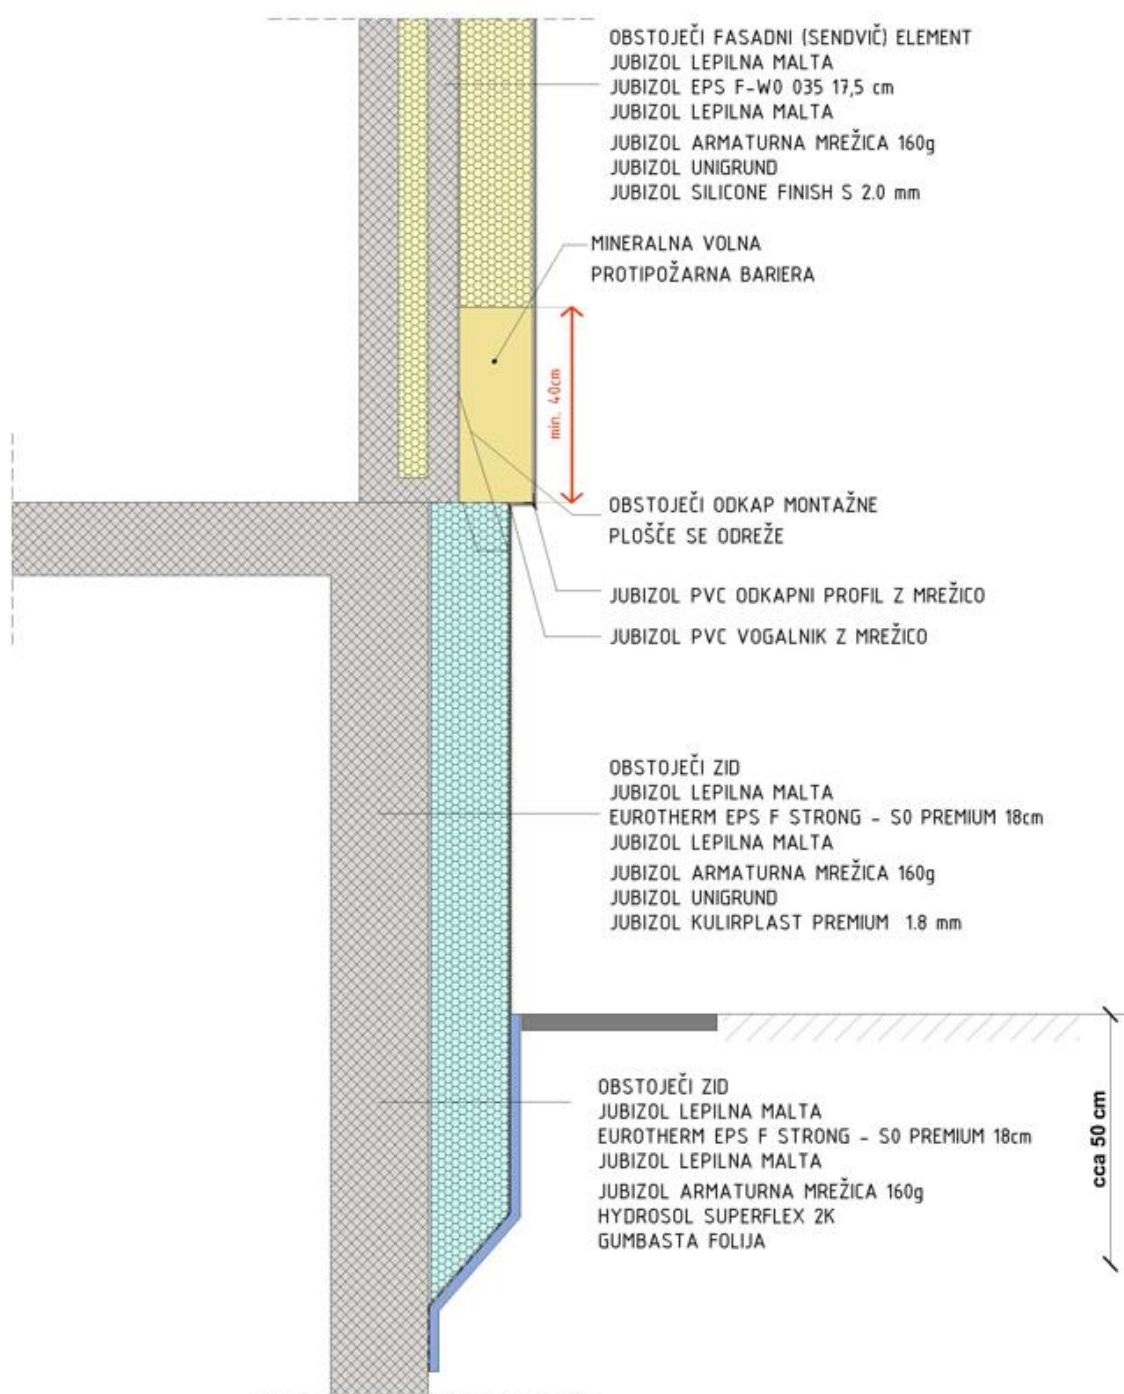 OBSTOJEČI FASADNI (SENDVIČ) ELEMENT
JUBIZOL LEPILNA MALTA
JUBIZOL EPS F-W0 035 17,5 cm
JUBIZOL LEPILNA MALTA
JUBIZOL ARMATURNA MREŽICA 160g
JUBIZOL UNIGRUND
JUBIZOL SILICONE FINISH S 2.0 mm
MINERALNA VOLNA
PROTIPOŽARNA BARIERA
min. 40cm
OBSTOJEČI ODKAP MONTAŽNE
PLOŠČE SE ODREŽE
JUBIZOL PVC ODKAPNI PROFIL Z MREŽICO
JUBIZOL PVC VOGALNIK Z MREŽICO
OBSTOJEČI ZID
JUBIZOL LEPILNA MALTA
EUROTHERM EPS F STRONG - S0 PREMIUM 18cm
JUBIZOL LEPILNA MALTA
JUBIZOL ARMATURNA MREŽICA 160g
JUBIZOL UNIGRUND
JUBIZOL KULIRPLAST PREMIUM 1.8 mm
OBSTOJEČI ZID
JUBIZOL LEPILNA MALTA
EUROTHERM EPS F STRONG - S0 PREMIUM 18cm
JUBIZOL LEPILNA MALTA
JUBIZOL ARMATURNA MREŽICA 160g
HYDROSOL SUPERFLEX 2K
GUMBASTA FOLIJA
cca 50 cm